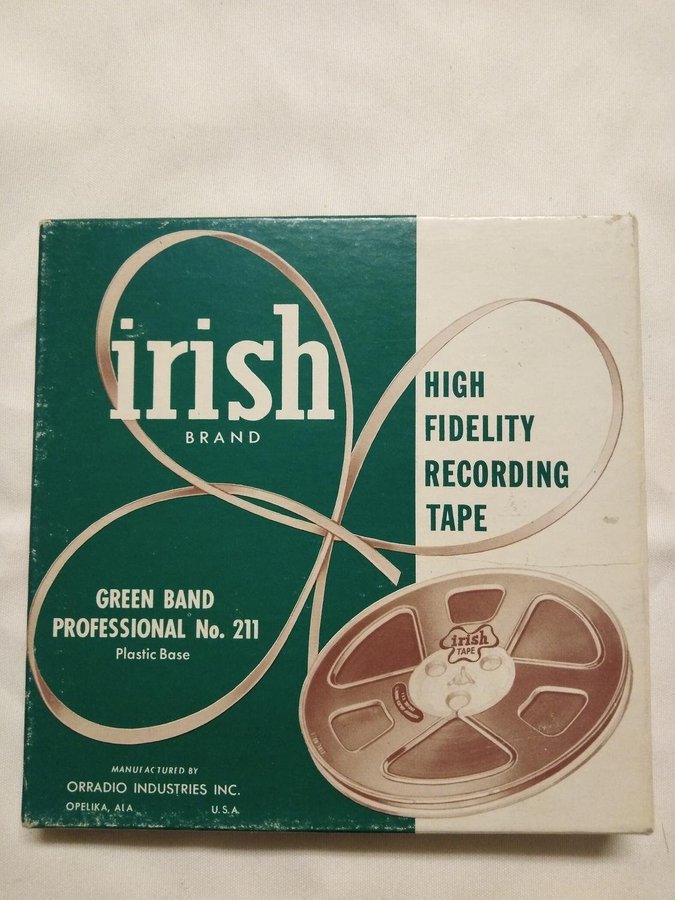 irish
BRAND
HIGH
FIDELITY
RECORDING
TAPE
GREEN BAND
PROFESSIONAL No. 211
Plastic Base
irish
TAPE
MANUFACTURED BY
ORRADIO INDUSTRIES INC.
OPELIKA, ALA. U.S.A.